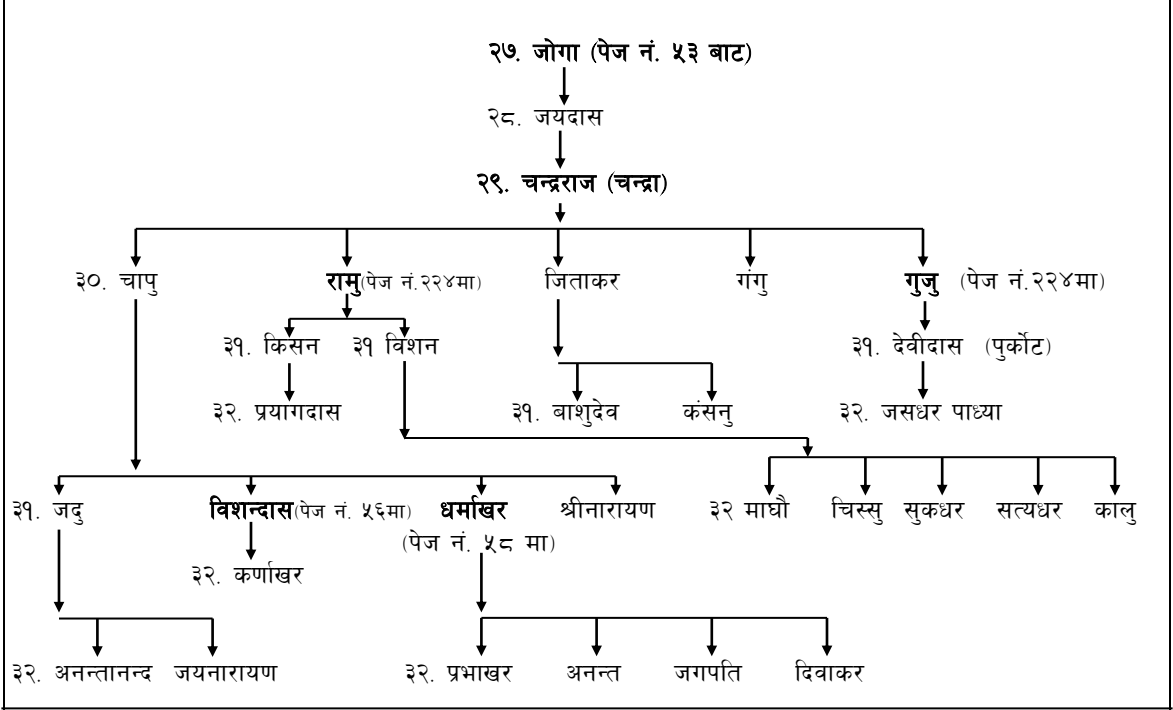 २७. जोगा (पेज नं. ५३ बाट)
२८. जयदास
२९. चन्द्रराज (चन्द्रा)
३०. चापु रामु(पेज नं.२२४मा) जिताकर गंगु गुजु (पेज नं.२२४मा)
३१. किसन ३१ विशन ३१. देवीदास (पुर्कोट)
३२. प्रयागदास ३१. बाशुदेव कंसनु ३२. जसधर पाध्या
३१. जदु विशन्दास(पेज नं. ५६मा) धर्माखर श्रीनारायण ३२ माघौ चिस्सु सुकधर सत्यधर कालु
(पेज नं. ५८ मा)
३२. कर्णाखर
३२. अनन्तानन्द जयनारायण ३२. प्रभाखर अनन्त जगपति दिवाकर